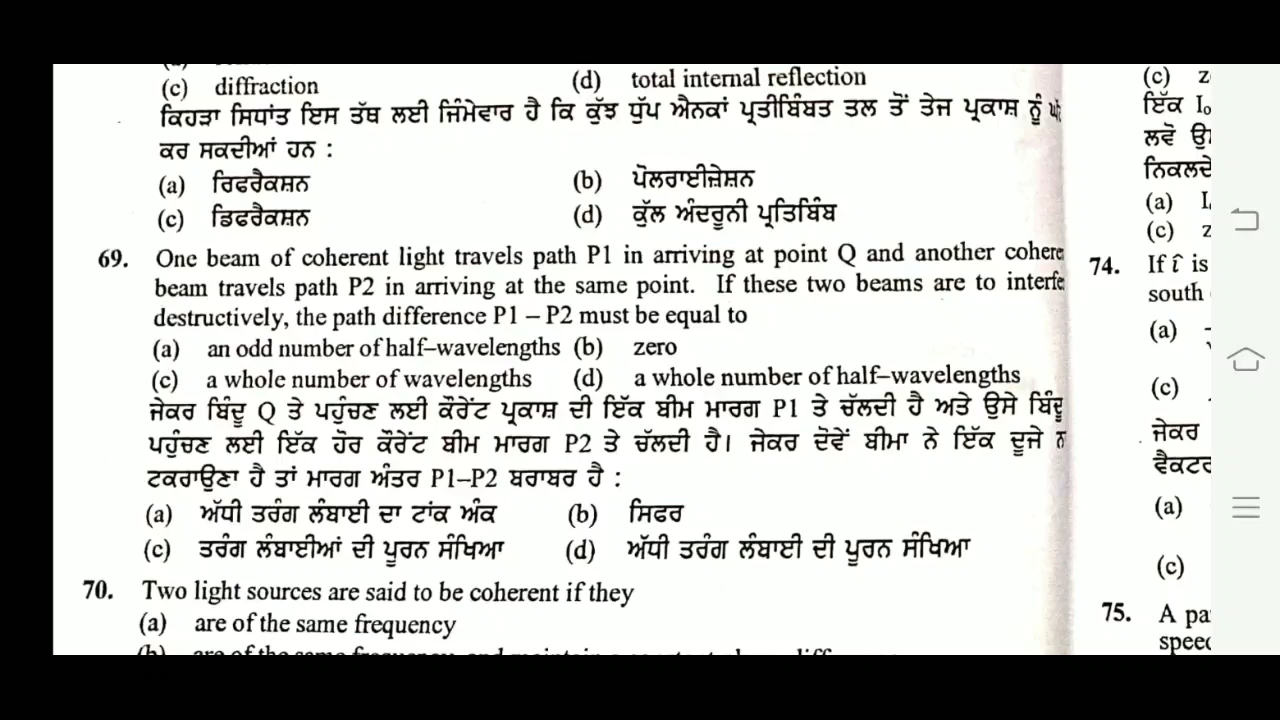 (c) diffraction (d) total internal reflection
ਕਿਹੜਾ ਸਿਧਾਂਤ ਇਸ ਤੱਥ ਲਈ ਜਿੰਮੇਵਾਰ ਹੈ ਕਿ ਕੁੱਝ ਧੁੱਪ ਐਨਕਾਂ ਪ੍ਰਤੀਬਿੰਬਤ ਤਲ ਤੋਂ ਤੇਜ ਪ੍ਰਕਾਸ਼ ਨੂੰ
ਕਰ ਸਕਦੀਆਂ ਹਨ :
(a) ਰਿਫਰੈਕਸ਼ਨ (b) ਪੋਲਰਾਈਜ਼ੇਸ਼ਨ
(c) ਡਿਫਰੈਕਸ਼ਨ (d) ਕੁੱਲ ਅੰਦਰੂਨੀ ਪ੍ਰਤਿਬਿੰਬ
69. One beam of coherent light travels path P1 in arriving at point Q and another cohere
beam travels path P2 in arriving at the same point. If these two beams are to interfe
destructively, the path difference P1 – P2 must be equal to
(a) an odd number of half–wavelengths (b) zero
(c) a whole number of wavelengths (d) a whole number of half–wavelengths
ਜੇਕਰ ਬਿੰਦੂ Q ਤੇ ਪਹੁੰਚਣ ਲਈ ਕੌਰੇਂਟ ਪ੍ਰਕਾਸ਼ ਦੀ ਇੱਕ ਬੀਮ ਮਾਰਗ P1 ਤੇ ਚੱਲਦੀ ਹੈ ਅਤੇ ਉਸੇ ਬਿੰਦੂ
ਪਹੁੰਚਣ ਲਈ ਇੱਕ ਹੋਰ ਕੌਰੇਂਟ ਬੀਮ ਮਾਰਗ P2 ਤੇ ਚੱਲਦੀ ਹੈ। ਜੇਕਰ ਦੋਵੇਂ ਬੀਮਾ ਨੇ ਇੱਕ ਦੂਜੇ ਨ
ਟਕਰਾਉਣਾ ਹੈ ਤਾਂ ਮਾਰਗ ਅੰਤਰ P1–P2 ਬਰਾਬਰ ਹੈ :
(a) ਅੱਧੀ ਤਰੰਗ ਲੰਬਾਈ ਦਾ ਟਾਂਕ ਅੰਕ (b) ਸਿਫਰ
(c) ਤਰੰਗ ਲੰਬਾਈਆਂ ਦੀ ਪੂਰਨ ਸੰਖਿਆ (d) ਅੱਧੀ ਤਰੰਗ ਲੰਬਾਈ ਦੀ ਪੂਰਨ ਸੰਖਿਆ
70. Two light sources are said to be coherent if they
(a) are of the same frequency
(c) z
ਇੱਕ I₀
ਲਵੋ
ਨਿਕਲਦੇ
(a) I
(c) z
74. If î is
south
(a)
(c)
ਜੇਕਰ
ਵੈਕਟਰ
(a)
(c)
75. A pa
speed